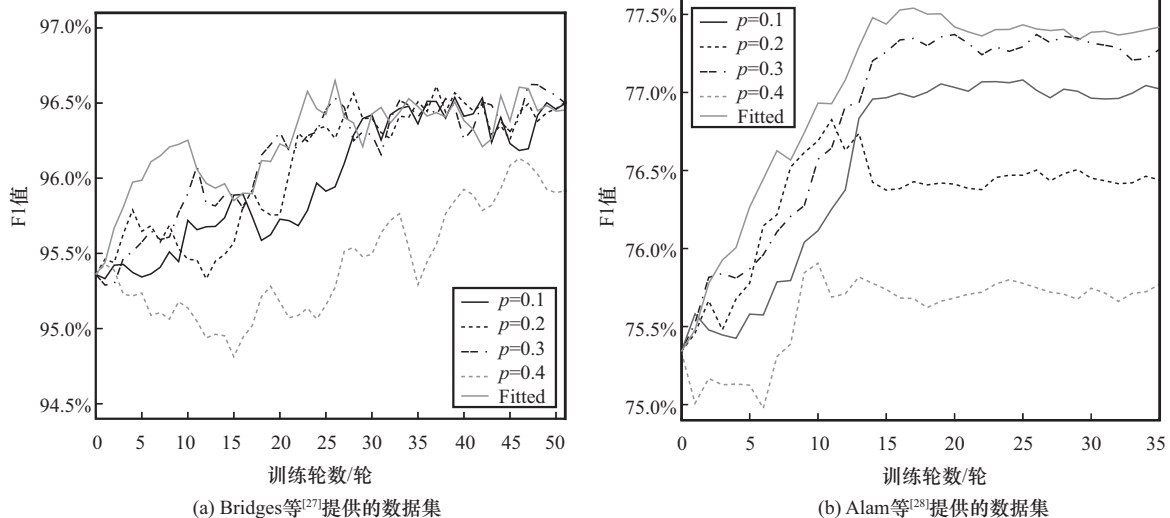 97.0%
96.5%
96.0%
95.5%
95.0%
94.5%
F1值
p=0.1
p=0.2
p=0.3
p=0.4
Fitted
0 5 10 15 20 25 30 35 40 45 50
训练轮数/轮
(a) Bridges等[27]提供的数据集
77.5%
77.0%
76.5%
76.0%
75.5%
75.0%
F1值
p=0.1
p=0.2
p=0.3
p=0.4
Fitted
0 5 10 15 20 25 30 35
训练轮数/轮
(b) Alam等[28]提供的数据集